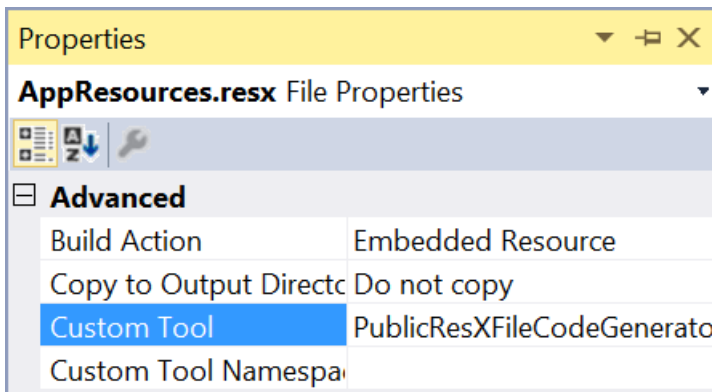 Properties
AppResources.resx File Properties
Advanced
Build Action Embedded Resource
Copy to Output Directo Do not copy
Custom Tool PublicResXFileCodeGenerato
Custom Tool Namespa